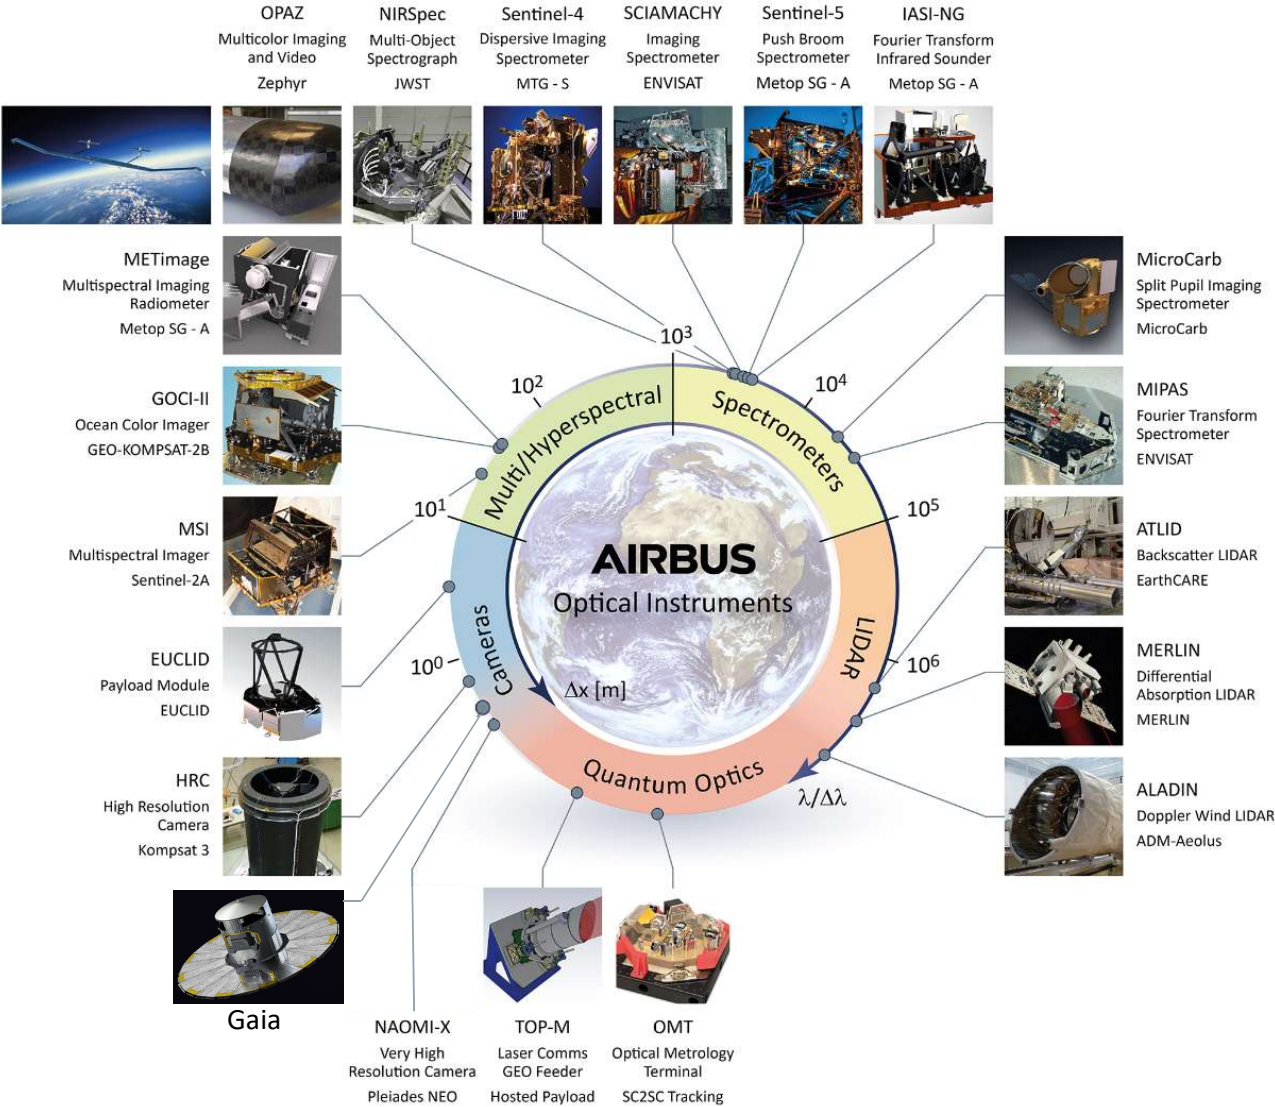 OPAZ
Multicolor Imaging
and Video
Zephyr
NIRSpec
Multi-Object
Spectrograph
JWST
Sentinel-4
Dispersive Imaging
Spectrometer
MTG - S
SCIAMACHY
Imaging
Spectrometer
ENVISAT
Sentinel-5
Push Broom
Spectrometer
Metop SG - A
IASI-NG
Fourier Transform
Infrared Sounder
Metop SG - A
METimage
Multispectral Imaging
Radiometer
Metop SG - A
GOCI-II
Ocean Color Imager
GEO-KOMPSAT-2B
MSI
Multispectral Imager
Sentinel-2A
EUCLID
Payload Module
EUCLID
HRC
High Resolution
Camera
Kompsat 3
Gaia
NAOMI-X
Very High
Resolution Camera
Pleiades NEO
TOP-M
Laser Comms
GEO Feeder
Hosted Payload
OMT
Optical Metrology
Terminal
SC2SC Tracking
MicroCarb
Split Pupil Imaging
Spectrometer
MicroCarb
MIPAS
Fourier Transform
Spectrometer
ENVISAT
ATLID
Backscatter LIDAR
EarthCARE
MERLIN
Differential
Absorption LIDAR
MERLIN
ALADIN
Doppler Wind LIDAR
ADM-Aeolus
10³
10²
10⁴
10¹
10⁵
10⁰
10⁶
Multi/Hyperspectral
Spectrometers
Cameras
LIDAR
Quantum Optics
AIRBUS
Optical Instruments
Δx [m]
λ/Δλ